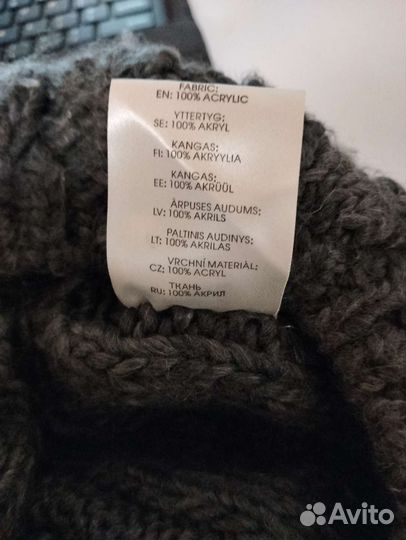 FABRIC:
EN: 100% ACRYLIC
YTTERTYG:
SE: 100% AKRYL
KANGAS:
FI: 100% AKRYYLIA
KANGAS:
EE: 100% AKRÜÜL
ĀRPUSES AUDUMS:
LV: 100% AKRILS
PALTINIS AUDINYS:
LT: 100% AKRILAS
VRCHNÍ MATERIÁL:
CZ: 100% ACRYL
ТКАНЬ
RU: 100% АКРИЛ
Avito